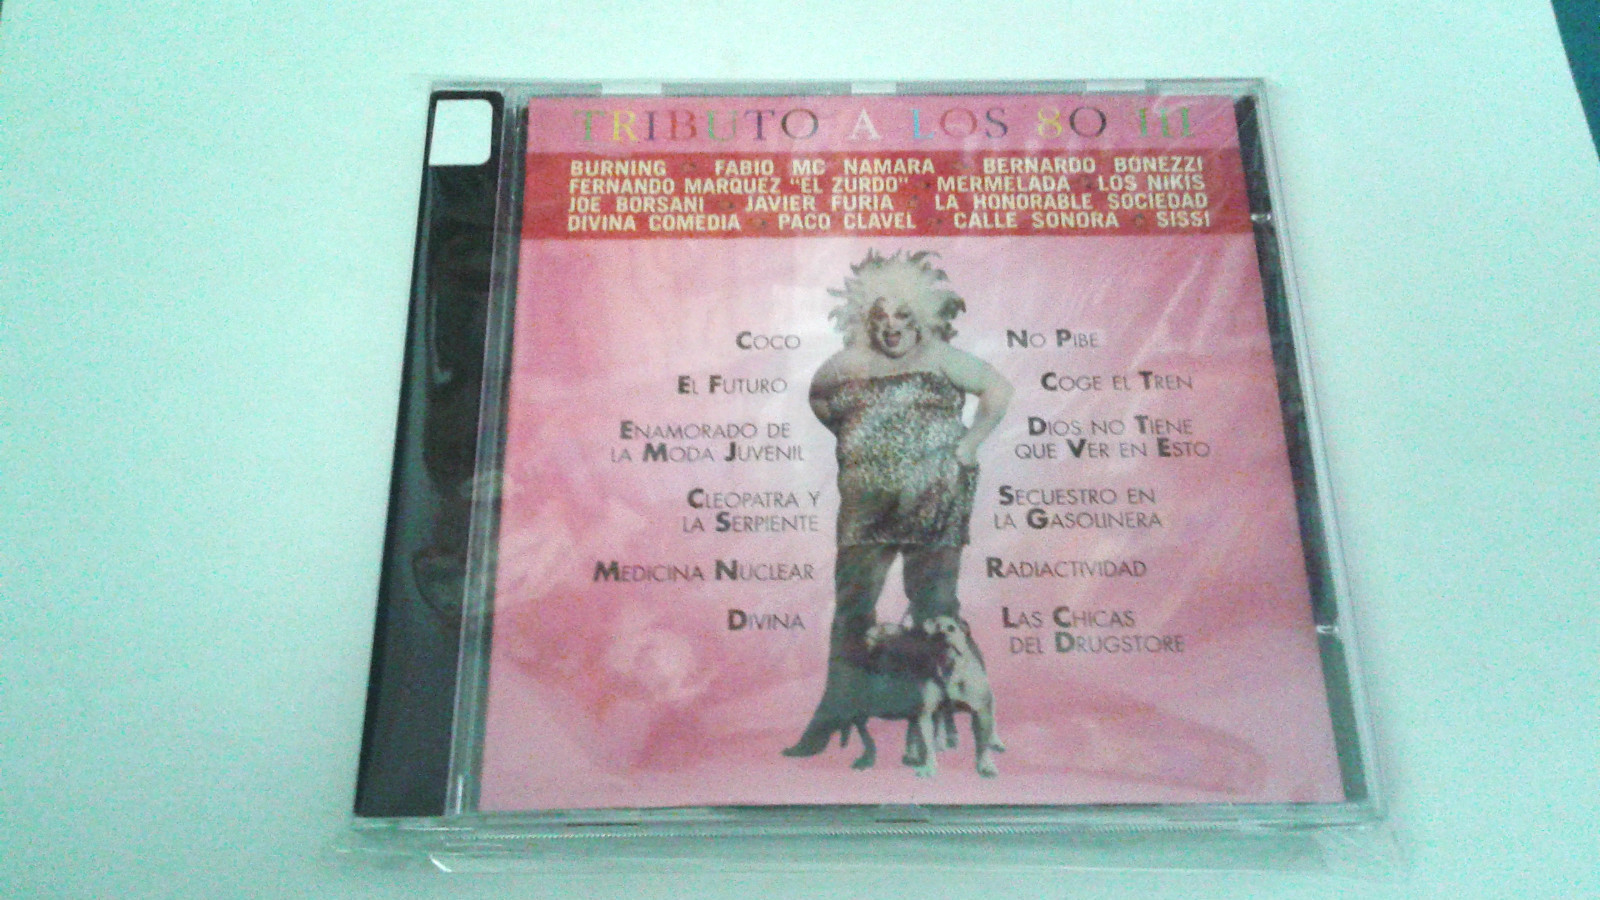 TRIBUTO A LOS 80 III
BURNING · FABIO MC NAMARA · BERNARDO BONEZZI
FERNANDO MARQUEZ "EL ZURDO" · MERMELADA · LOS NIKIS
JOE BORSANI · JAVIER FURIA · LA HONORABLE SOCIEDAD
DIVINA COMEDIA · PACO CLAVEL · CALLE SONORA · SISSI
COCO
EL FUTURO
ENAMORADO DE
LA MODA JUVENIL
CLEOPATRA Y
LA SERPIENTE
MEDICINA NUCLEAR
DIVINA
NO PIBE
COGE EL TREN
DIOS NO TIENE
QUE VER EN ESTO
SECUESTRO EN
LA GASOLINERA
RADIACTIVIDAD
LAS CHICAS
DEL DRUGSTORE